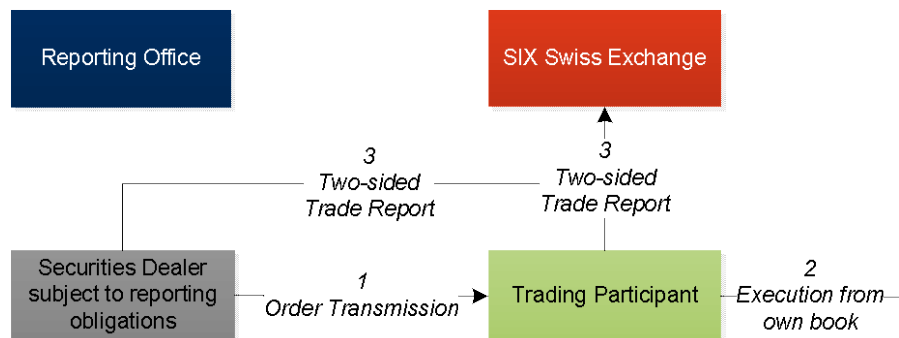 Reporting Office
SIX Swiss Exchange
3
Two-sided
Trade Report
3
Two-sided
Trade Report
Securities Dealer
subject to reporting
obligations
1
Order Transmission
Trading Participant
2
Execution from
own book